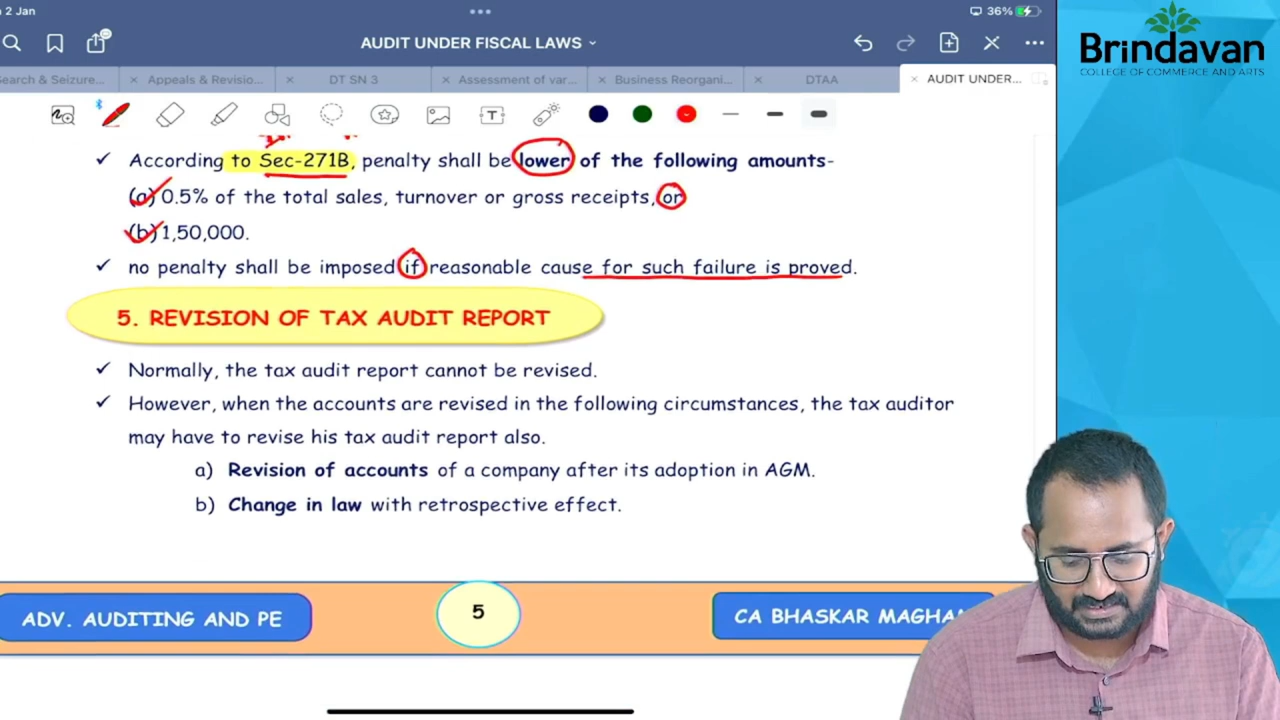 2 Jan
36%
AUDIT UNDER FISCAL LAWS
Brindavan
COLLEGE OF COMMERCE AND ARTS
earch & Seizure...
Appeals & Revisio...
DT SN 3
Assessment of var...
Business Reorgani...
DTAA
AUDIT UNDER...
✓ According to Sec-271B, penalty shall be lower of the following amounts-
(a) 0.5% of the total sales, turnover or gross receipts, or
(b) 1,50,000.
✓ no penalty shall be imposed if reasonable cause for such failure is proved.
5. REVISION OF TAX AUDIT REPORT
✓ Normally, the tax audit report cannot be revised.
✓ However, when the accounts are revised in the following circumstances, the tax auditor
may have to revise his tax audit report also.
a) Revision of accounts of a company after its adoption in AGM.
b) Change in law with retrospective effect.
ADV. AUDITING AND PE
5
CA BHASKAR MAGHAM